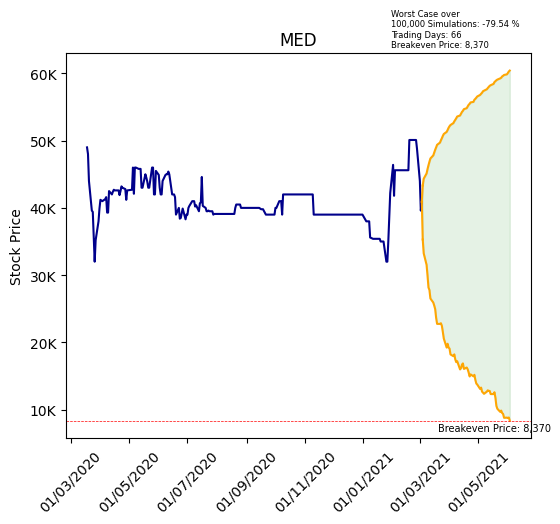 Worst Case over
100,000 Simulations: -79.54 %
Trading Days: 66
Breakeven Price: 8,370
MED
60K
50K
40K
30K
20K
10K
Stock Price
Breakeven Price: 8,370
01/03/2020
01/05/2020
01/07/2020
01/09/2020
01/11/2020
01/01/2021
01/03/2021
01/05/2021